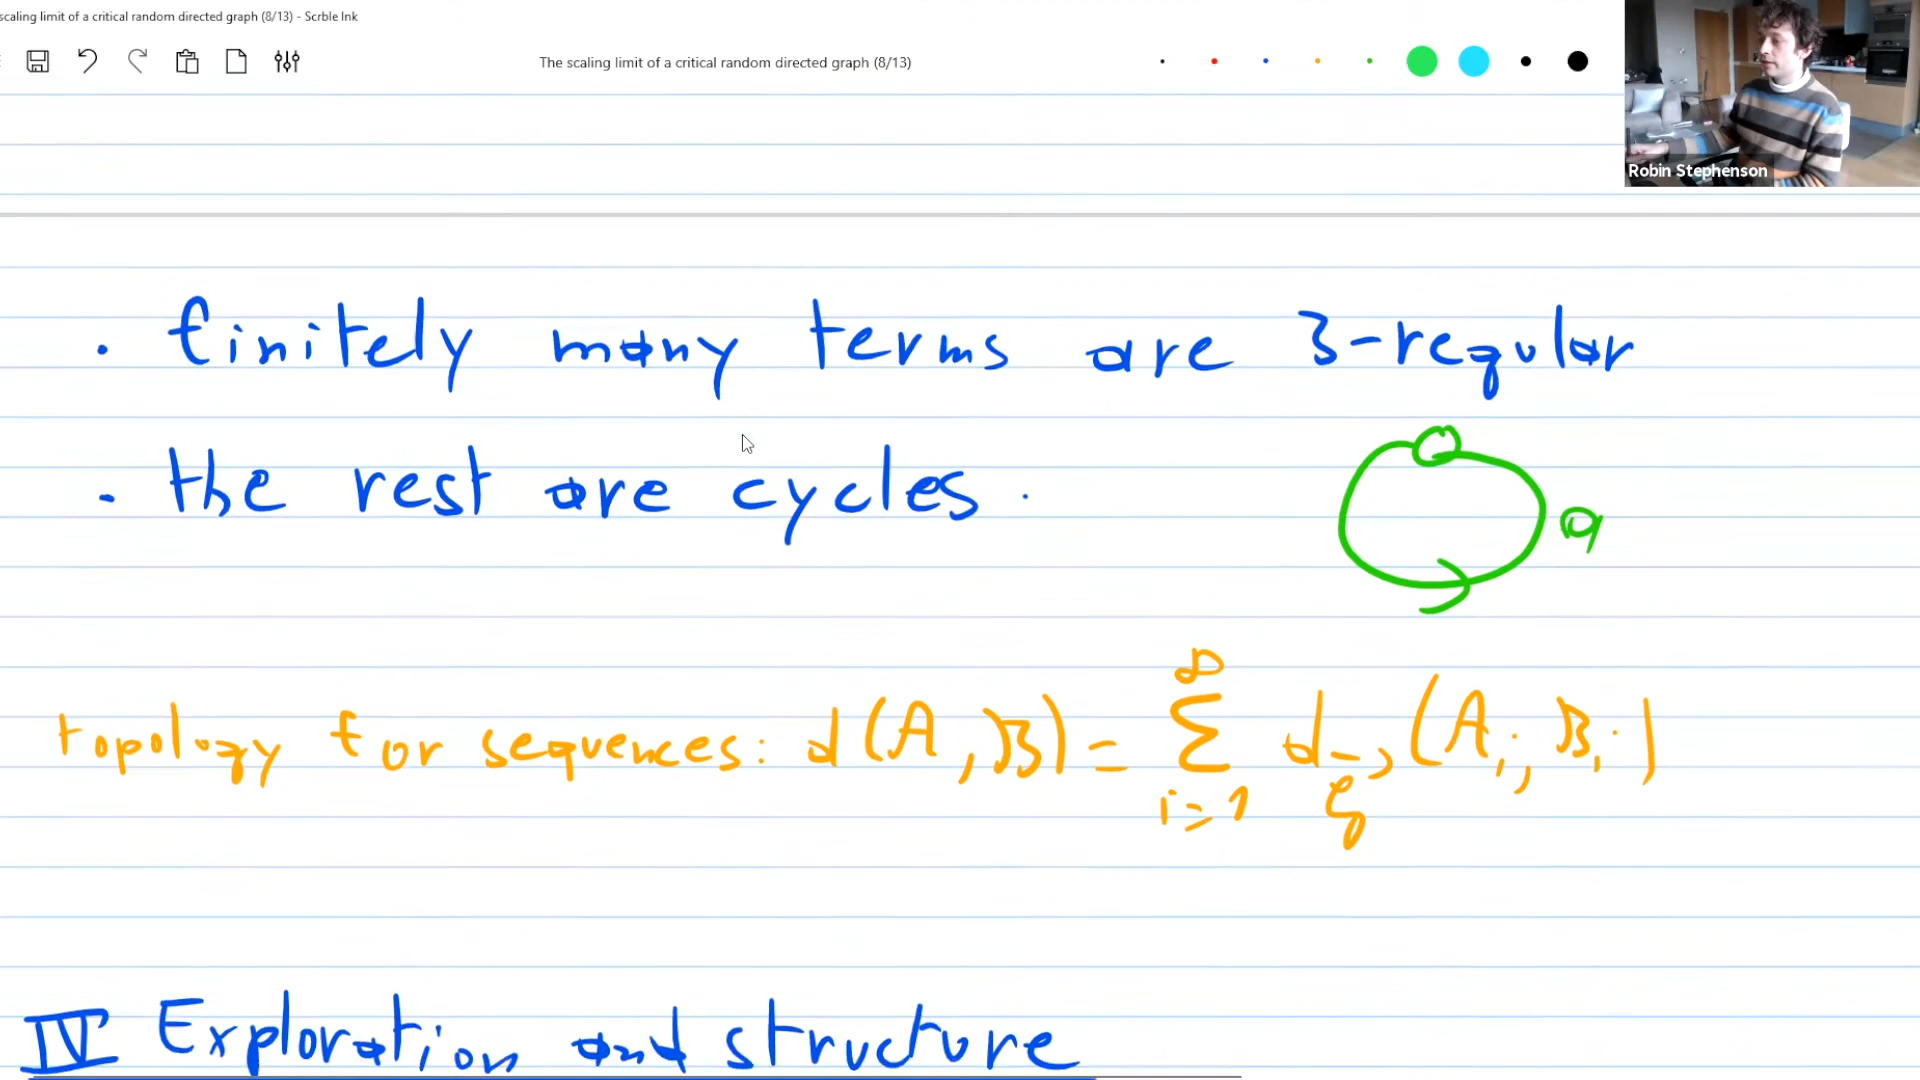 scaling limit of a critical random directed graph (8/13) - Scrble Ink
The scaling limit of a critical random directed graph (8/13)
Robin Stephenson
· finitely many terms are 3-regular
· the rest are cycles.
a
topology for sequences: d(A, B) = ∑_{i=1}^{∞} d_{\vec{G}}(A_i, B_i)
IV Exploration and structure